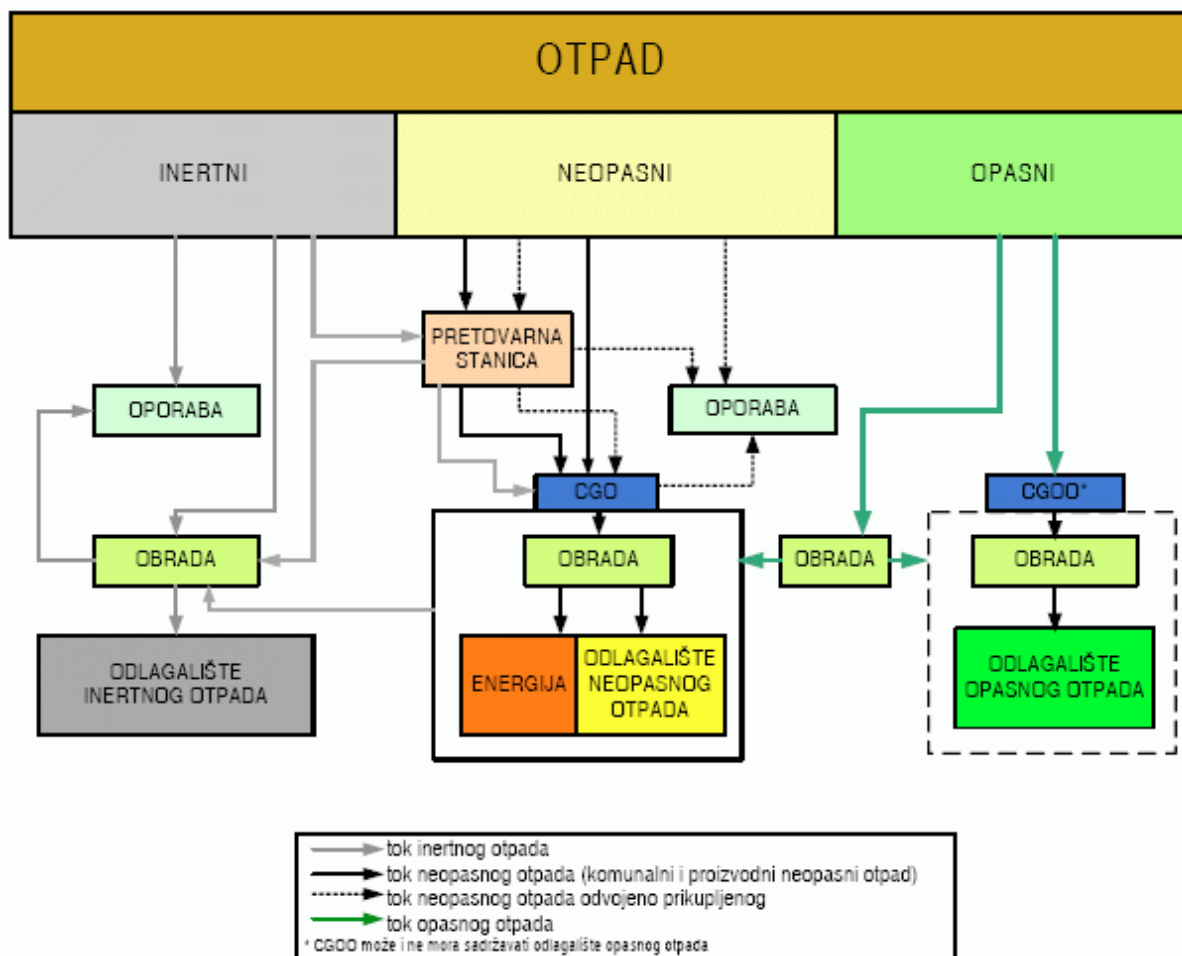 OTPAD
INERTNI
NEOPASNI
OPASNI
PRETOVARNA
STANICA
OPORABA
OPORABA
CGO
CGOO*
OBRADA
OBRADA
OBRADA
OBRADA
ODLAGALIŠTE
INERTNOG OTPADA
ENERGIJA
ODLAGALIŠTE
NEOPASNOG
OTPADA
ODLAGALIŠTE
OPASNOG OTPADA
tok inertnog otpada
tok neopasnog otpada (komunalni i proizvodni neopasni otpad)
tok neopasnog otpada odvojeno prikupljenog
tok opasnog otpada
* CGOO može i ne mora sadržavati odlagalište opasnog otpada